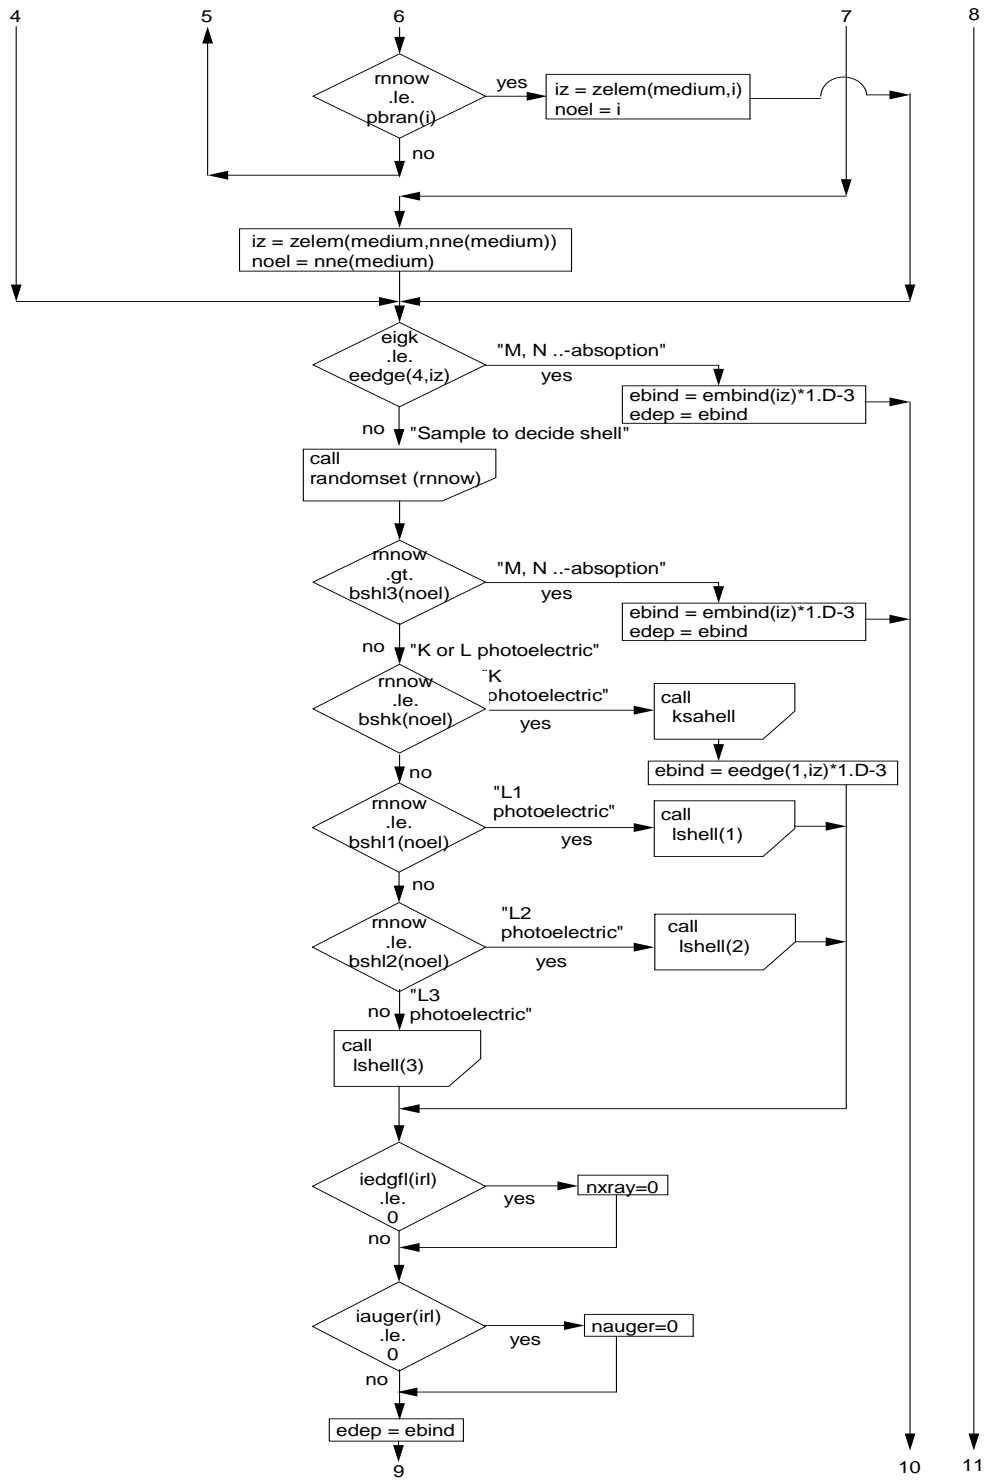 4
5
6
7
8
rnnow
.le.
pbran(i)
yes
iz = zelem(medium,i)
noel = i
no
iz = zelem(medium,nne(medium))
noel = nne(medium)
eigk
.le.
eedge(4,iz)
"M, N ..-absoption"
yes
ebind = embind(iz)*1.D-3
edep = ebind
no
"Sample to decide shell"
call
randomset (rnnow)
rnnow
.gt.
bshl3(noel)
"M, N ..-absoption"
yes
ebind = embind(iz)*1.D-3
edep = ebind
no
"K or L photoelectric"
rnnow
.le.
bshk(noel)
"K
photoelectric"
yes
call
ksahell
ebind = eedge(1,iz)*1.D-3
no
rnnow
.le.
bshl1(noel)
"L1
photoelectric"
yes
call
lshell(1)
no
rnnow
.le.
bshl2(noel)
"L2
photoelectric"
yes
call
lshell(2)
no
"L3
photoelectric"
call
lshell(3)
iedgfl(irl)
.le.
0
yes
nxray=0
no
iauger(irl)
.le.
0
yes
nauger=0
no
edep = ebind
9
10
11